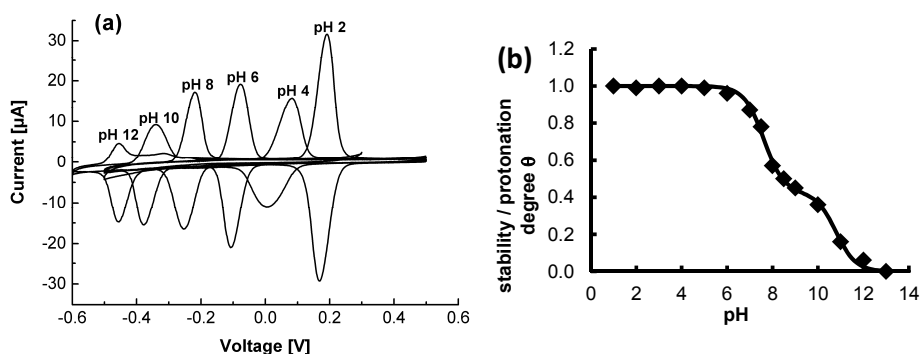 (a)
pH 2
pH 4
pH 6
pH 8
pH 10
pH 12
Current [µA]
30
20
10
0
-10
-20
-30
-0.6 -0.4 -0.2 0.0 0.2 0.4 0.6
Voltage [V]
(b)
stability / protonation
degree θ
1.2
1.0
0.8
0.6
0.4
0.2
0.0
0 2 4 6 8 10 12 14
pH